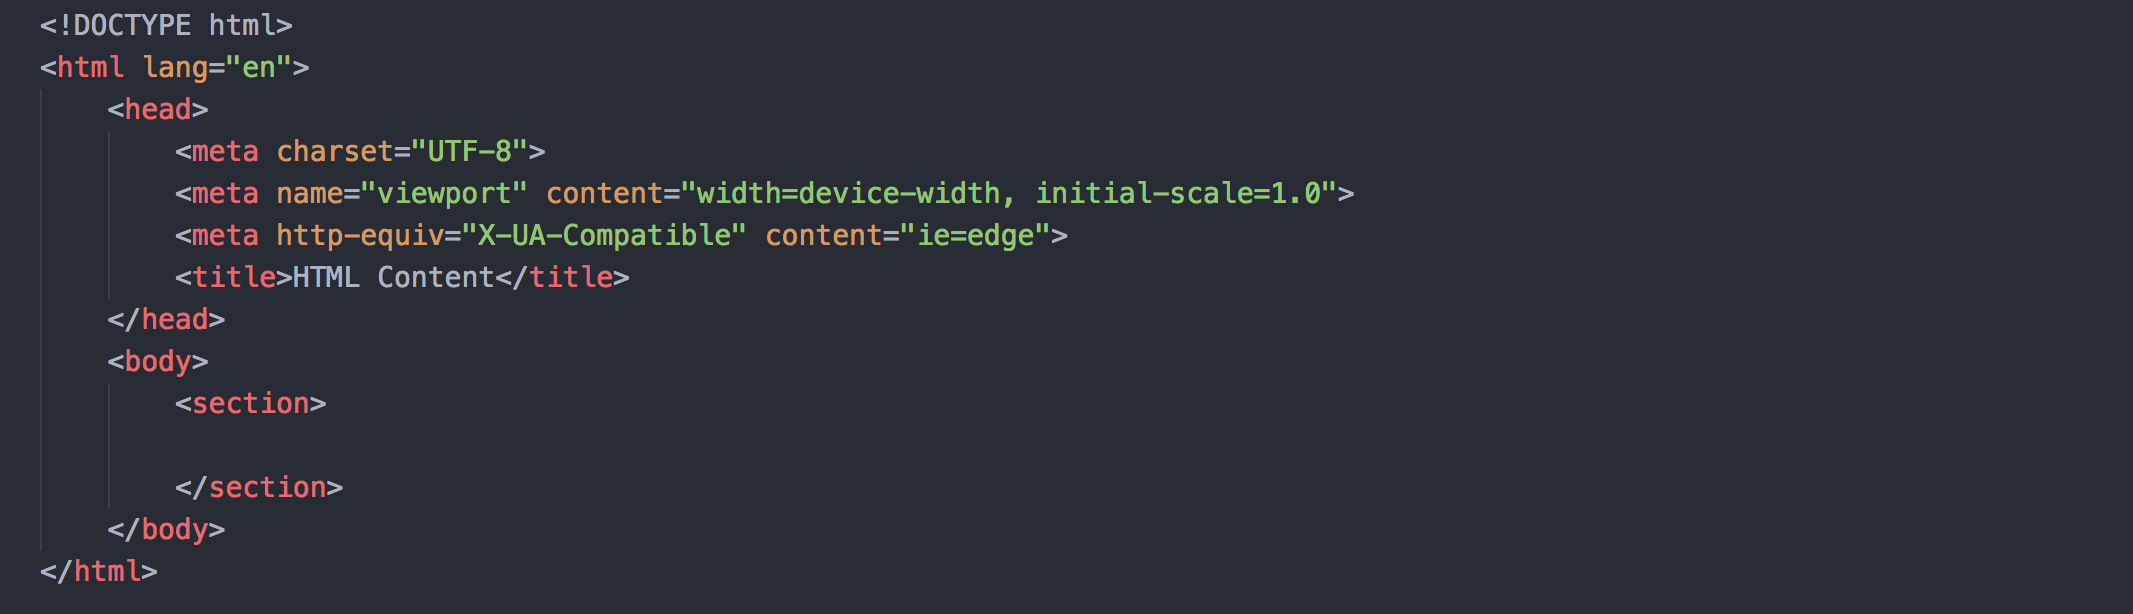 <!DOCTYPE html>
<html lang="en">
    <head>
        <meta charset="UTF-8">
        <meta name="viewport" content="width=device-width, initial-scale=1.0">
        <meta http-equiv="X-UA-Compatible" content="ie=edge">
        <title>HTML Content</title>
    </head>
    <body>
        <section>

        </section>
    </body>
</html>